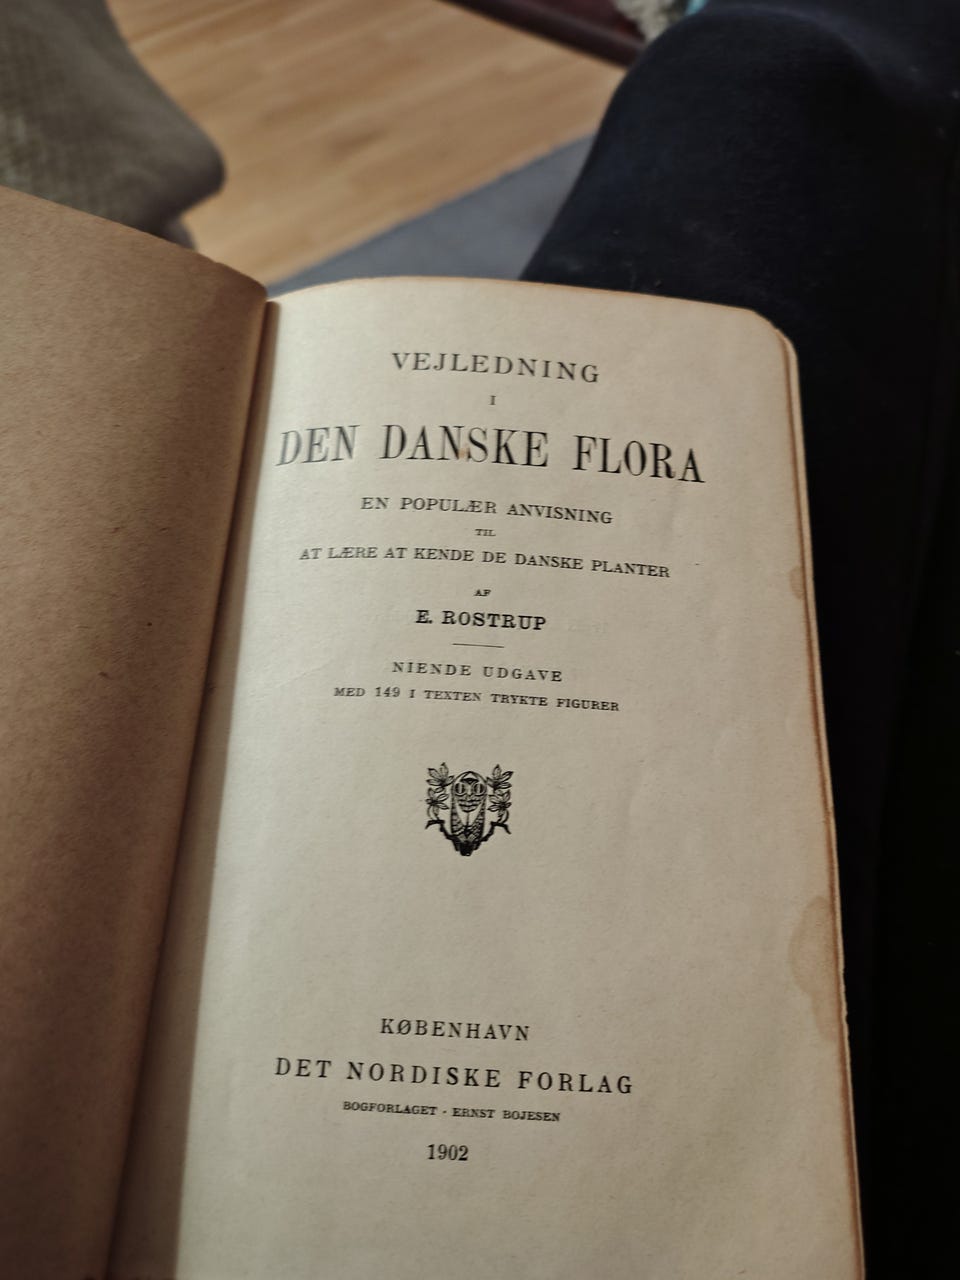 VEJLEDNING
I
DEN DANSKE FLORA
EN POPULÆR ANVISNING
TIL
AT LÆRE AT KENDE DE DANSKE PLANTER
AF
E. ROSTRUP
NIENDE UDGAVE
MED 149 I TEXTEN TRYKTE FIGURER
KØBENHAVN
DET NORDISKE FORLAG
BOGFORLAGET · ERNST BOJESEN
1902